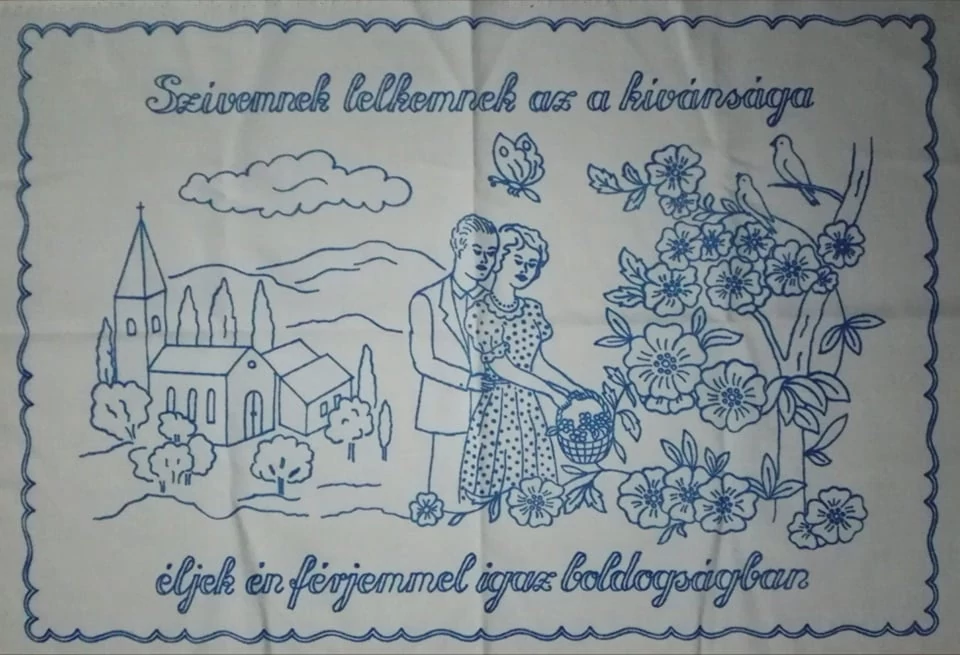 Szivemnek lelkemnek az a kivánsága
éljek én férjemmel igaz boldogságban